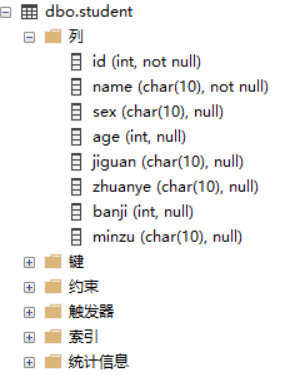 dbo.student
列
id (int, not null)
name (char(10), not null)
sex (char(10), null)
age (int, null)
jiguan (char(10), null)
zhuanye (char(10), null)
banji (int, null)
minzu (char(10), null)
键
约束
触发器
索引
统计信息